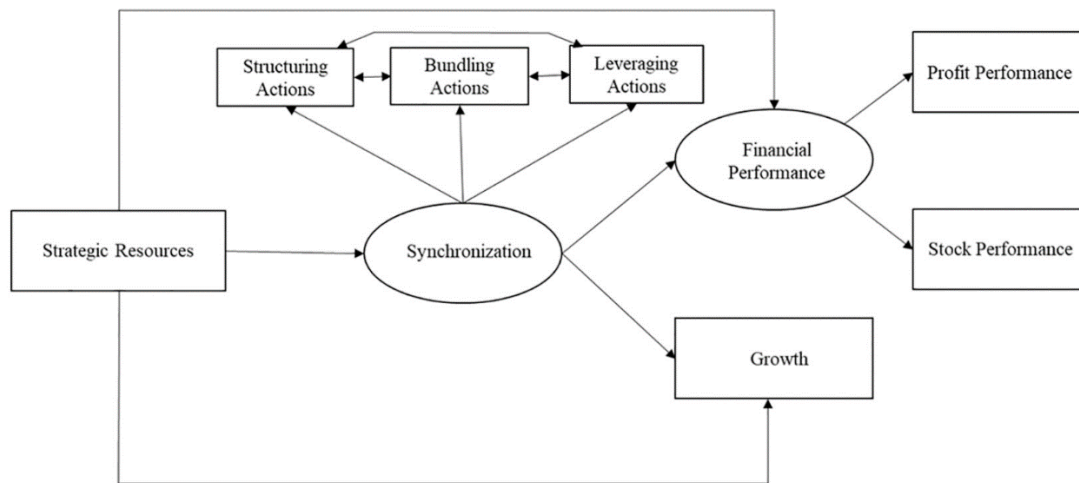 Structuring
Actions
Bundling
Actions
Leveraging
Actions
Profit Performance
Financial
Performance
Strategic Resources
Synchronization
Stock Performance
Growth